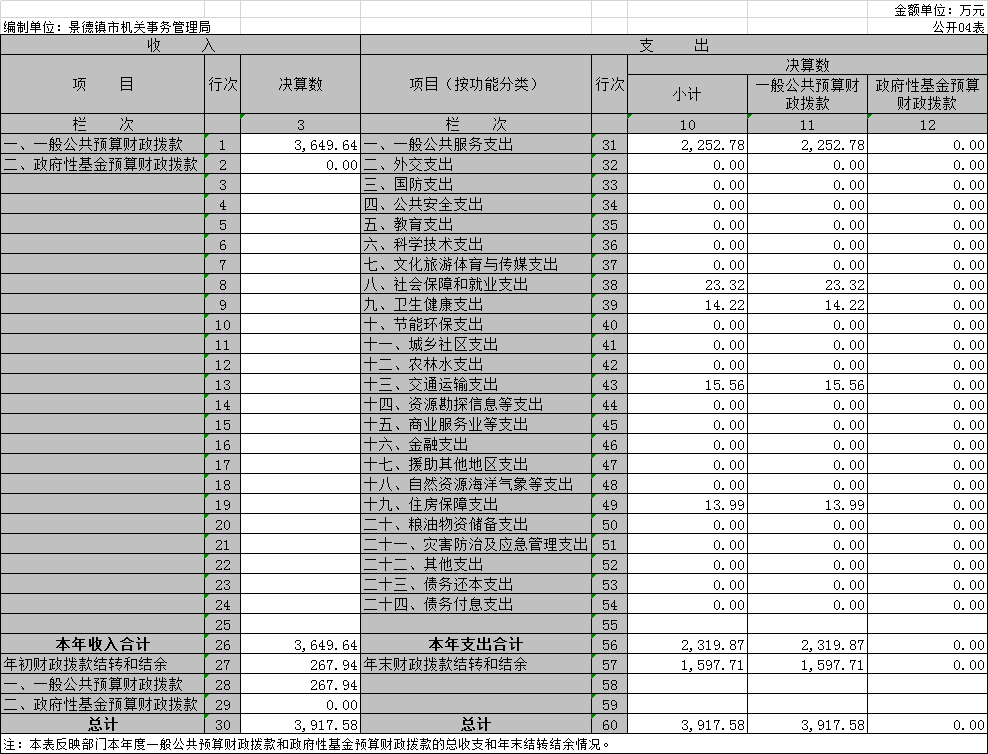 金额单位：万元
编制单位：景德镇市机关事务管理局 公开04表
收 入 支 出
项 目 行次 决算数 项目（按功能分类） 行次 决算数
小计 一般公共预算财政拨款 政府性基金预算财政拨款
栏 次 3 栏 次 10 11 12
一、一般公共预算财政拨款 1 3,649.64 一、一般公共服务支出 31 2,252.78 2,252.78 0.00
二、政府性基金预算财政拨款 2 0.00 二、外交支出 32 0.00 0.00 0.00
3 三、国防支出 33 0.00 0.00 0.00
4 四、公共安全支出 34 0.00 0.00 0.00
5 五、教育支出 35 0.00 0.00 0.00
6 六、科学技术支出 36 0.00 0.00 0.00
7 七、文化旅游体育与传媒支出 37 0.00 0.00 0.00
8 八、社会保障和就业支出 38 23.32 23.32 0.00
9 九、卫生健康支出 39 14.22 14.22 0.00
10 十、节能环保支出 40 0.00 0.00 0.00
11 十一、城乡社区支出 41 0.00 0.00 0.00
12 十二、农林水支出 42 0.00 0.00 0.00
13 十三、交通运输支出 43 15.56 15.56 0.00
14 十四、资源勘探信息等支出 44 0.00 0.00 0.00
15 十五、商业服务业等支出 45 0.00 0.00 0.00
16 十六、金融支出 46 0.00 0.00 0.00
17 十七、援助其他地区支出 47 0.00 0.00 0.00
18 十八、自然资源海洋气象等支出 48 0.00 0.00 0.00
19 十九、住房保障支出 49 13.99 13.99 0.00
20 二十、粮油物资储备支出 50 0.00 0.00 0.00
21 二十一、灾害防治及应急管理支出 51 0.00 0.00 0.00
22 二十二、其他支出 52 0.00 0.00 0.00
23 二十三、债务还本支出 53 0.00 0.00 0.00
24 二十四、债务付息支出 54 0.00 0.00 0.00
25 55
本年收入合计 26 3,649.64 本年支出合计 56 2,319.87 2,319.87 0.00
年初财政拨款结转和结余 27 267.94 年末财政拨款结转和结余 57 1,597.71 1,597.71 0.00
一、一般公共预算财政拨款 28 267.94 58
二、政府性基金预算财政拨款 29 0.00 59
总计 30 3,917.58 总计 60 3,917.58 3,917.58 0.00
注：本表反映部门本年度一般公共预算财政拨款和政府性基金预算财政拨款的总收支和年末结转结余情况。